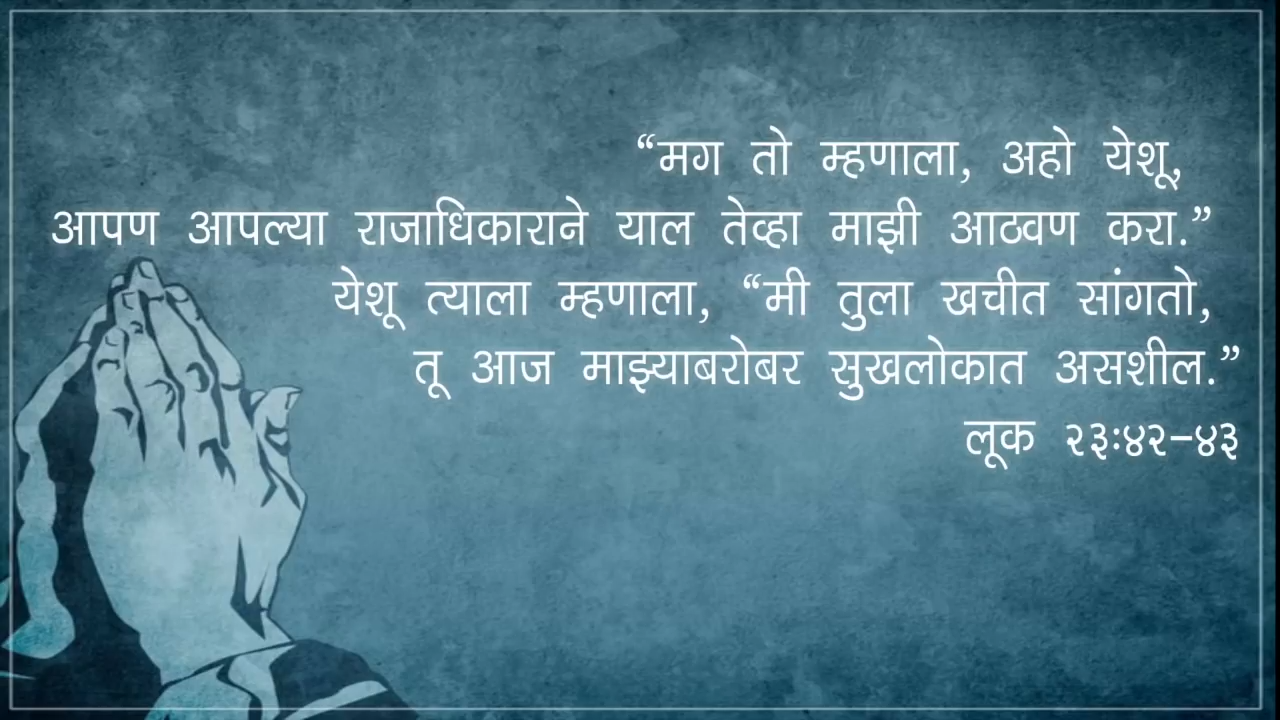 “मग तो म्हणाला, अहो येशू,
आपण आपल्या राजाधिकाराने याल तेव्हा माझी आठवण करा.”
येशू त्याला म्हणाला, “मी तुला खचीत सांगतो,
तू आज माझ्याबरोबर सुखलोकात असशील.”
लूक २३:४२-४३